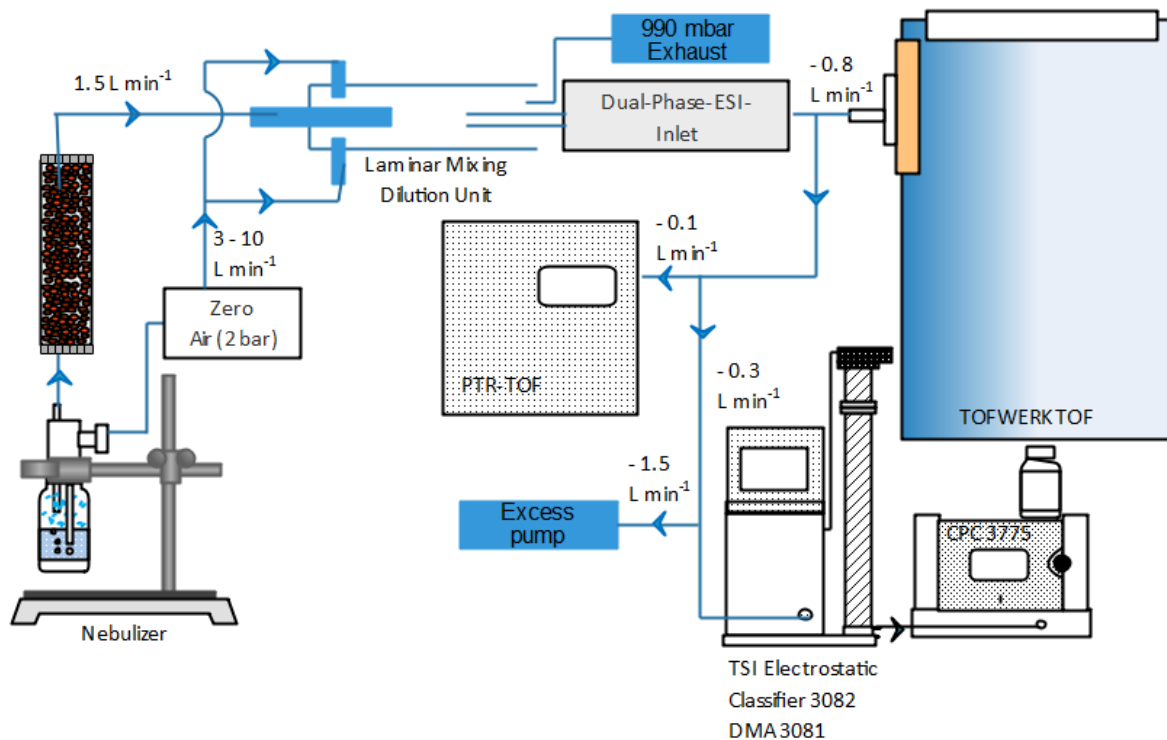 990 mbar
Exhaust
1.5 L min⁻¹
- 0.8
L min⁻¹
Dual-Phase-ESI-
Inlet
Laminar Mixing
Dilution Unit
3 - 10
L min⁻¹
- 0.1
L min⁻¹
Zero
Air (2 bar)
PTR-TOF
- 0.3
L min⁻¹
TOFWERK TOF
- 1.5
L min⁻¹
Excess
pump
CPC 3775
Nebulizer
TSI Electrostatic
Classifier 3082
DMA 3081